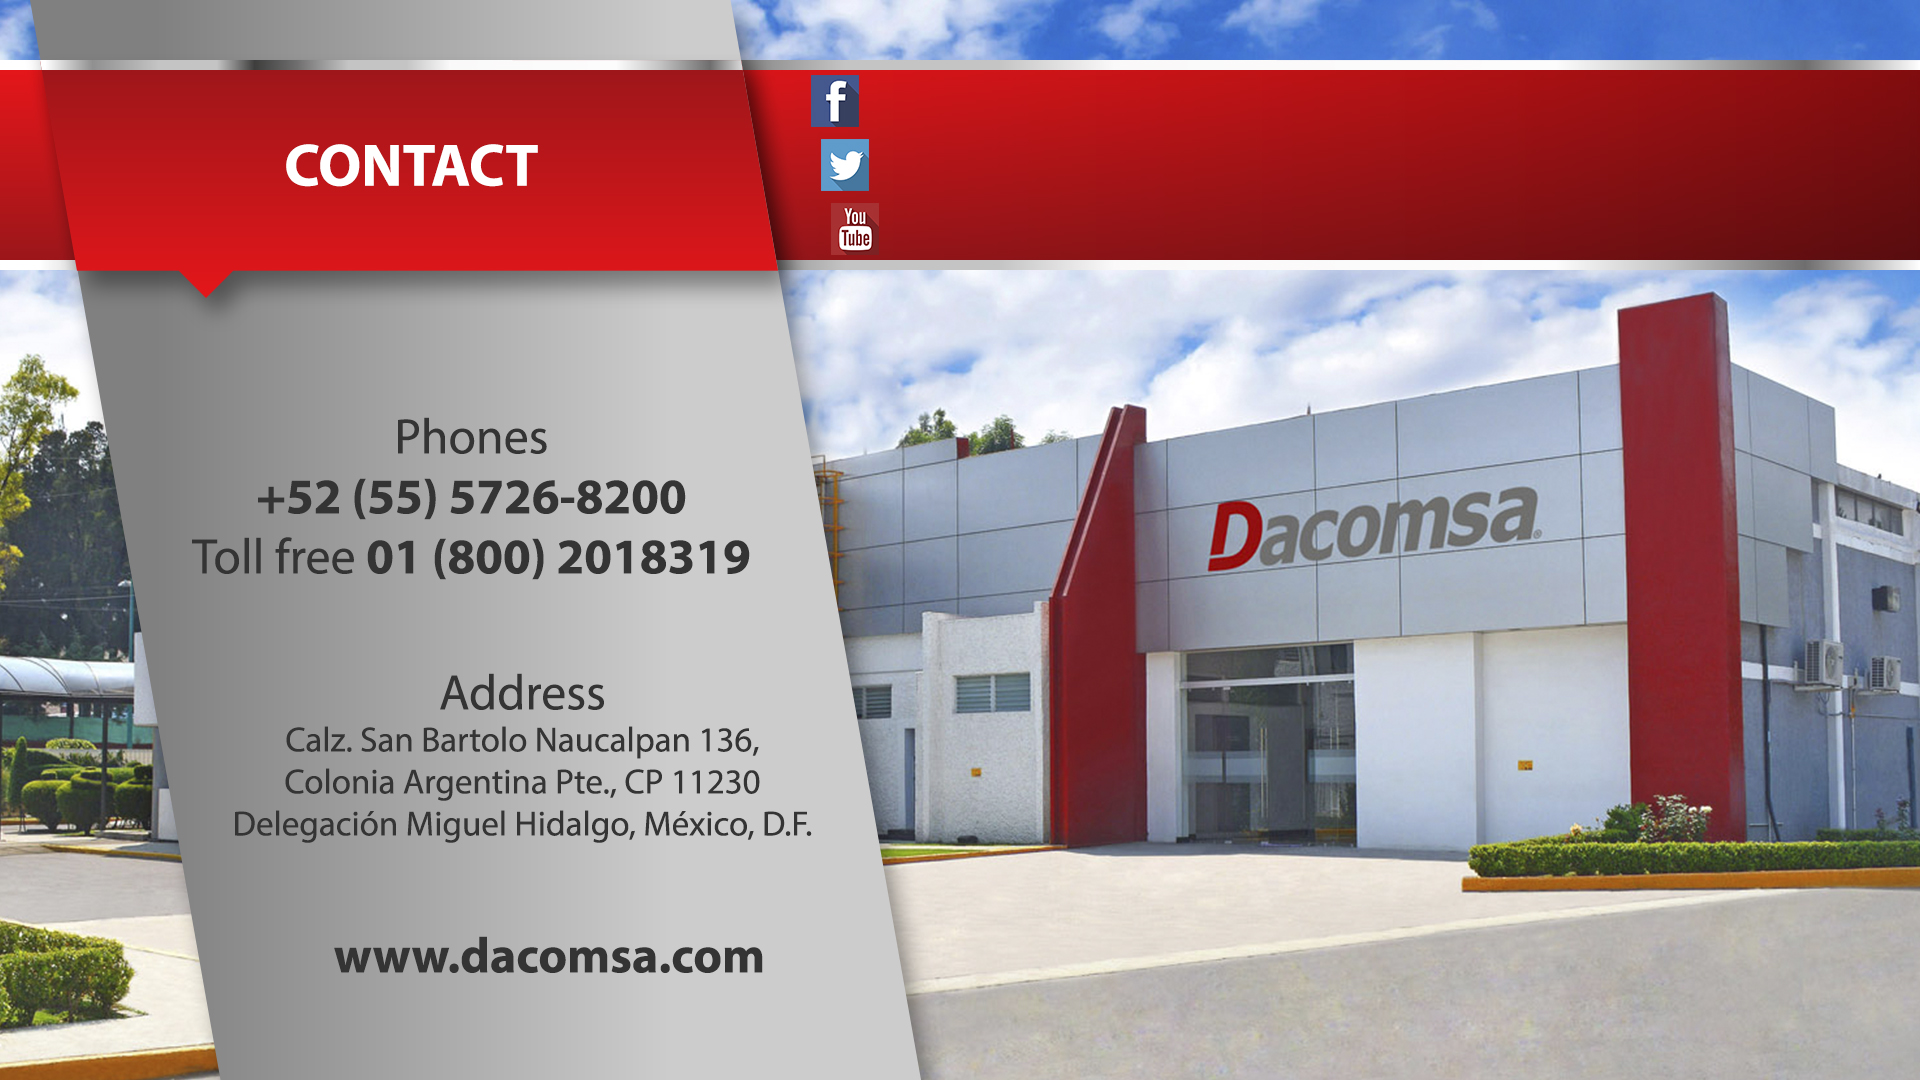 CONTACT
f
You
Tube
Phones
+52 (55) 5726-8200
Toll free 01 (800) 2018319
Address
Calz. San Bartolo Naucalpan 136,
Colonia Argentina Pte., CP 11230
Delegación Miguel Hidalgo, México, D.F.
www.dacomsa.com
Dacomsa®